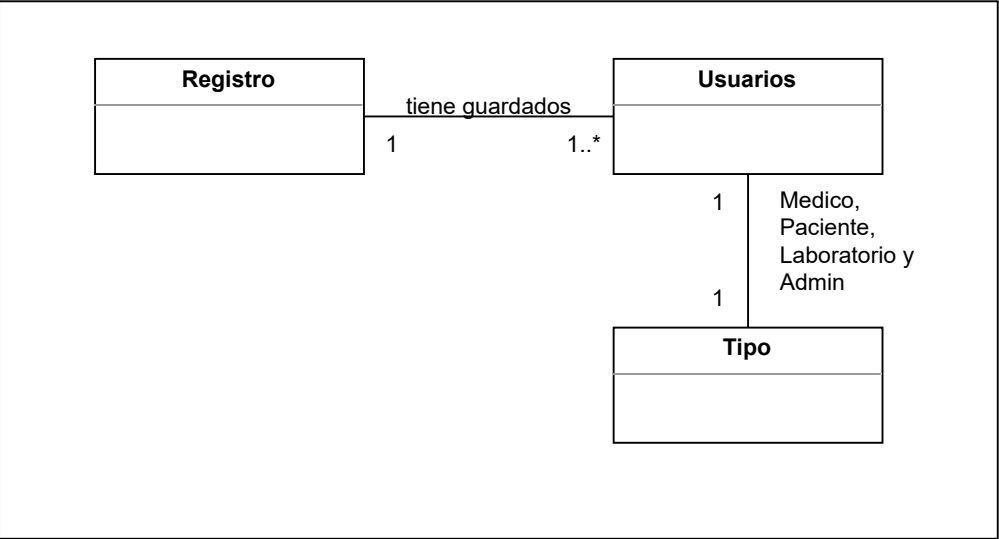 Registro
Usuarios
tiene guardados
1
1..*
1
Medico,
Paciente,
Laboratorio y
Admin
1
Tipo